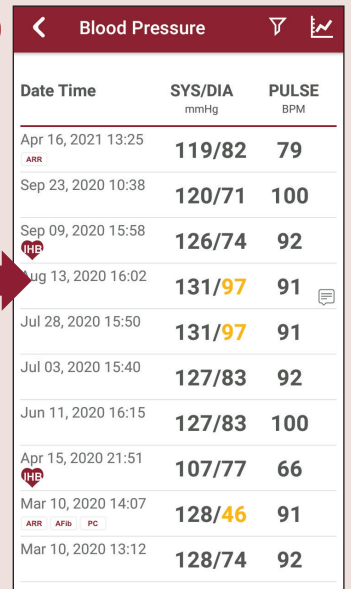 Blood Pressure
Date Time SYS/DIA PULSE
mmHg BPM
Apr 16, 2021 13:25 119/82 79
ARR
Sep 23, 2020 10:38 120/71 100
Sep 09, 2020 15:58 126/74 92
IHB
Aug 13, 2020 16:02 131/97 91
Jul 28, 2020 15:50 131/97 91
Jul 03, 2020 15:40 127/83 92
Jun 11, 2020 16:15 127/83 100
Apr 15, 2020 21:51 107/77 66
IHB
Mar 10, 2020 14:07 128/46 91
ARR AFib PC
Mar 10, 2020 13:12 128/74 92